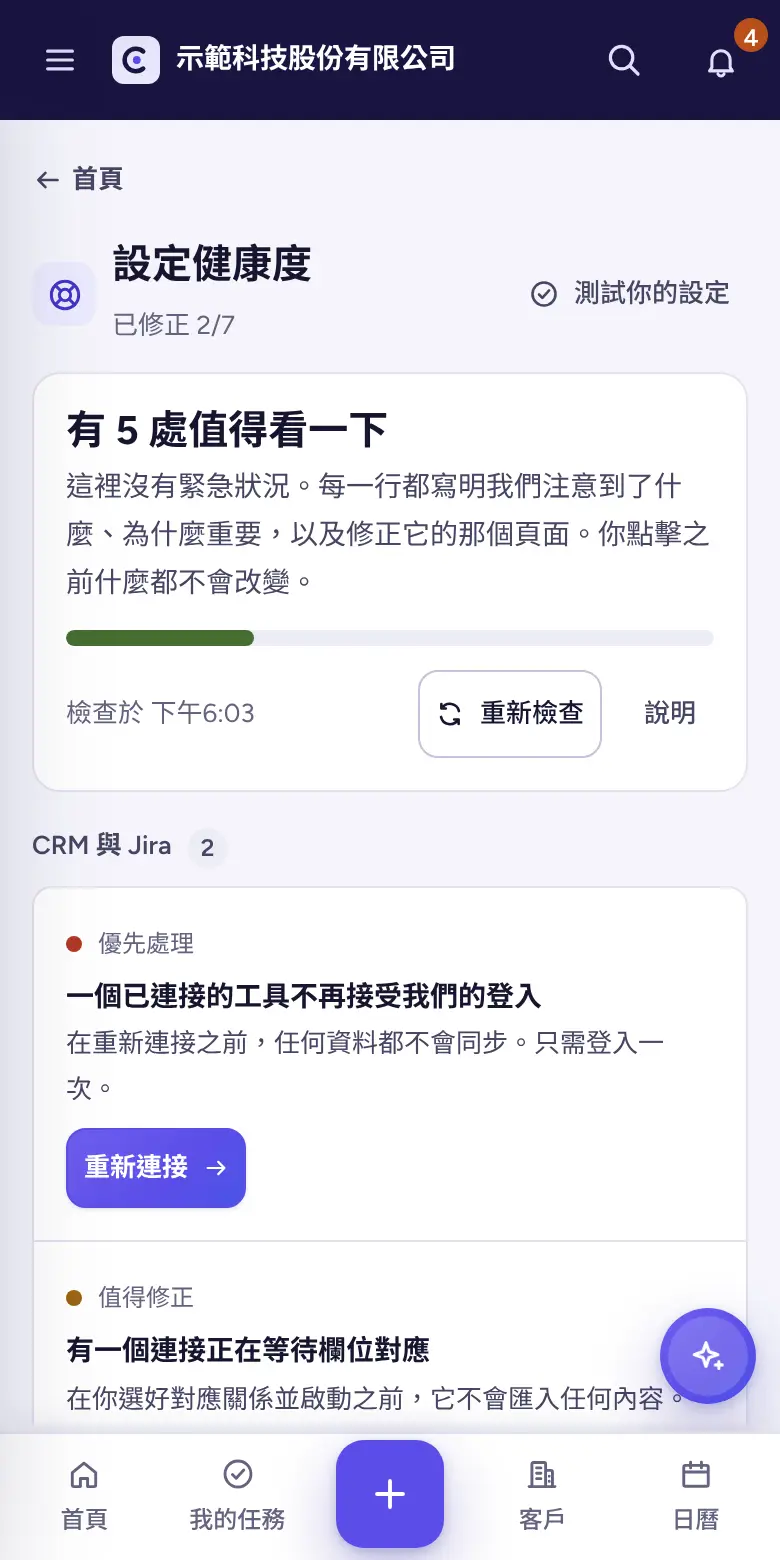 示範科技股份有限公司
4
首頁
設定健康度
已修正 2/7
測試你的設定
有 5 處值得看一下
這裡沒有緊急狀況。每一行都寫明我們注意到了什
麼、為什麼重要，以及修正它的那個頁面。你點擊之
前什麼都不會改變。
檢查於 下午6:03
重新檢查
說明
CRM 與 Jira 2
優先處理
一個已連接的工具不再接受我們的登入
在重新連接之前，任何資料都不會同步。只需登入一
次。
重新連接
值得修正
有一個連接正在等待欄位對應
在你選好對應關係並啟動之前，它不會匯入任何內容。
首頁
我的任務
客戶
日曆